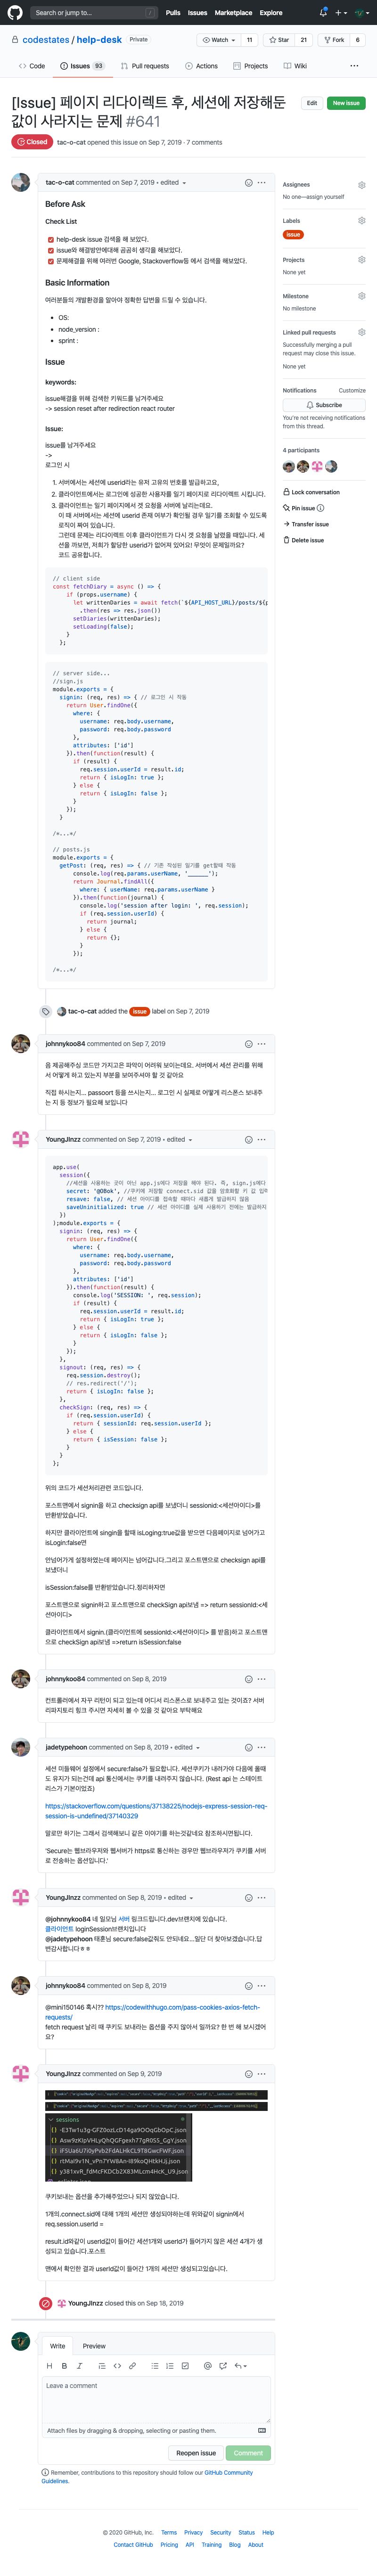 Search or jump to...
/
Pulls Issues Marketplace Explore
codestates / help-desk Private
Watch 11 Star 21 Fork 6
Code Issues 93 Pull requests Actions Projects Wiki
[Issue] 페이지 리다이렉트 후, 세션에 저장해둔
값이 사라지는 문제 #641
Edit New issue
Closed tac-o-cat opened this issue on Sep 7, 2019 · 7 comments
tac-o-cat commented on Sep 7, 2019 • edited
Before Ask
Check List
help-desk issue 검색을 해 보았다.
issue와 해결방안에대해 곰곰히 생각을 해보았다.
문제해결을 위해 여러분 Google, Stackoverflow등 에서 검색을 해보았다.
Basic Information
여러분들의 개발환경을 알아야 정확한 답변을 드릴 수 있습니다.
• OS:
• node_version :
• sprint :
Issue
keywords:
issue해결을 위해 검색한 키워드를 남겨주세요
-> session reset after redirection react router
Issue:
issue를 남겨주세요
->
로그인 시
1. 서버에서는 세션에 userid라는 유저 고유의 번호를 발급하고요,
2. 클라이언트에서는 로그인에 성공한 사용자를 일기 페이지로 리다이렉트 시킵니다.
3. 클라이언트는 일기 페이지에서 겟 요청을 서버에 날리는데요.
이 때 서버에서는 세션에 userid 존재 여부가 확인될 경우 일기를 조회할 수 있도록
로직이 짜여 있습니다.
그런데 문제는 리다이렉트 이후 클라이언트가 다시 겟 요청을 날렸을 때입니다. 세
션을 까보면, 저희가 할당한 userid가 없어져 있어요! 무엇이 문제일까요?
코드 공유합니다.
// client side
const fetchDiary = async () => {
if (props.username) {
let writtenDaries = await fetch(`${API_HOST_URL}/posts/${p
.then(res => res.json())
setDiaries(writtenDaries);
setLoading(false);
}
};
// server side...
//sign.js
module.exports = {
signin: (req, res) => { // 로그인 시 작동
return User.findOne({
where: {
username: req.body.username,
password: req.body.password
},
attributes: ['id']
}).then(function(result) {
if (result) {
req.session.userId = result.id;
return { isLogIn: true };
} else {
return { isLogIn: false };
}
});
}
/*...*/
// posts.js
module.exports = {
getPost: (req, res) => { // 기존 작성된 일기를 get할때 작동
console.log(req.params.userName, '______');
return Journal.findAll({
where: { userName: req.params.userName }
}).then(function(journal) {
console.log('session after login: ', req.session);
if (req.session.userId) {
return journal;
} else {
return {};
}
});
/*...*/
Assignees
No one—assign yourself
Labels
issue
Projects
None yet
Milestone
No milestone
Linked pull requests
Successfully merging a pull
request may close this issue.
None yet
Notifications Customize
Subscribe
You're not receiving notifications
from this thread.
4 participants
Lock conversation
Pin issue
Transfer issue
Delete issue
tac-o-cat added the issue label on Sep 7, 2019
johnnykoo84 commented on Sep 7, 2019
음 제공해주신 코드만 가지고은 파악이 어려워 보이는데요. 서버에서 세션 관리를 위해
서 어떻게 하고 있는지 부분을 보여주셔야 할 것 같아요
직접 하시는지... passoort 등을 쓰시는지... 로그인 시 실제로 어떻게 리스폰스 보내주
는 지 등 정보가 필요해 보입니다
YoungJInzz commented on Sep 7, 2019 • edited
app.use(
session({
//세션을 사용하는 곳이 아닌 app.js에다 저장을 해야 된다. 즉, sign.js에다
secret: '@OBok', //쿠키에 저장할 connect.sid 값을 암호화할 키 값 입력
resave: false, // 세션 아이디를 접속할 때마다 새롭게 발급하지 않음
saveUninitialized: true // 세션 아이디를 실제 사용하기 전에는 발급하지
})
);module.exports = {
signin: (req, res) => {
return User.findOne({
where: {
username: req.body.username,
password: req.body.password
},
attributes: ['id']
}).then(function(result) {
console.log('SESSION: ', req.session);
if (result) {
req.session.userId = result.id;
return { isLogIn: true };
} else {
return { isLogIn: false };
}
});
},
signout: (req, res) => {
req.session.destroy();
// res.redirect('/');
return { isLogIn: false };
},
checkSign: (req, res) => {
if (req.session.userId) {
return { sessionId: req.session.userId };
} else {
return { isSession: false };
}
}
};
위의 코드가 세션처리관련 코드입니다.
포스트맨에서 signin을 하고 checksign api를 보냈더니 sessionid:<세션아이디>를
반환받았습니다.
하지만 클라이언트에 singin을 할때 isLoging:true값을 받으면 다음페이지로 넘어가고
isLogin:false면
안넘어가게 설정하였는데 페이지는 넘어갑니다.그리고 포스트맨으로 checksign api를
보냈더니
isSession:false를 반환받았습니다.정리하자면
포스트맨으로 signin하고 포스트맨으로 checkSign api보냄 => return sessionId:<세
션아이디>
클라이언트에서 signin.(클라이언트에 sessionId:<세션아이디> 를 받음)하고 포스트맨
으로 checkSign api보냄 =>return isSession:false
johnnykoo84 commented on Sep 8, 2019
컨트롤러에서 자꾸 리턴이 되고 있는데 어디서 리스폰스로 보내주고 있는 것이죠? 서버
리파지토리 링크 주시면 자세히 볼 수 있을 것 같아요 부탁해요
jadetypehoon commented on Sep 8, 2019 • edited
세션 미들웨어 설정에서 secure:false가 필요합니다. 세션쿠키가 내려가야 다음에 올때
도 유지가 되는건데 api 통신에서는 쿠키를 내려주지 않습니다. (Rest api 는 스테이트
리스가 기본이었죠)
https://stackoverflow.com/questions/37138225/nodejs-express-session-req-
session-is-undefined/37140329
말로만 하기는 그래서 검색해보니 같은 이야기를 하는것같네요 참조하시면됩니다.
'Secure는 웹브라우저와 웹서버가 https로 통신하는 경우만 웹브라우저가 쿠키를 서버
로 전송하는 옵션입니다.'
YoungJInzz commented on Sep 8, 2019 • edited
@johnnykoo84 네 일모님 서버 링크드립니다.dev브랜치에 있습니다.
클라이언트 loginSession브랜치입니다
@jadetypehoon 태훈님 secure:false값줘도 안되네요...일단 더 찾아보겠습니다.답
변감사합니다ㅎㅎ
johnnykoo84 commented on Sep 8, 2019
@mini150146 혹시?? https://codewithhugo.com/pass-cookies-axios-fetch-
requests/
fetch request 날리 때 쿠키도 보내라는 옵션을 주지 않아서 일까요? 한 번 해 보시겠어
요?
YoungJInzz commented on Sep 9, 2019
sessions
쿠키보내는 옵션을 추가해주었으나 되지 않았습니다.
1개의.connect.sid에 대해 1개의 세션만 생성되야하는데 위와같이 signin에서
req.session.userId =
result.id와같이 userId값이 들어간 세션1개와 userId가 들어가지 않은 세션 4개가 생
성되고 있습니다.포스트
맨에서 확인한 결과 userId값이 들어간 1개의 세션만 생성되고있습니다.
YoungJInzz closed this on Sep 18, 2019
Write Preview
Leave a comment
Attach files by dragging & dropping, selecting or pasting them.
Reopen issue Comment
Remember, contributions to this repository should follow our GitHub Community
Guidelines.
© 2020 GitHub, Inc. Terms Privacy Security Status Help
Contact GitHub Pricing API Training Blog About